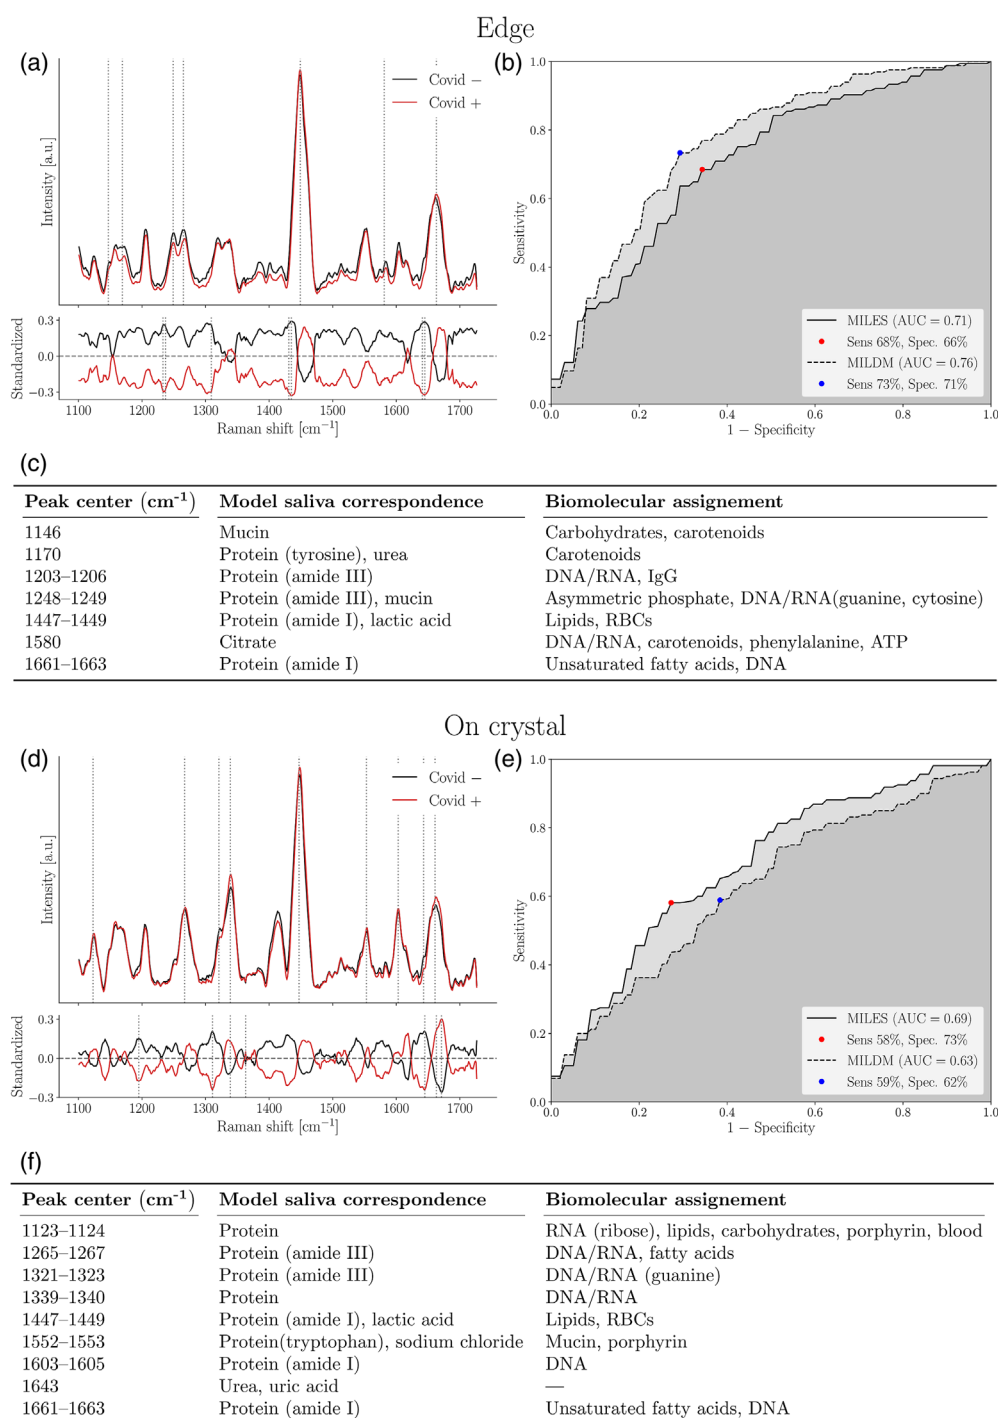 Edge
(a)
Covid −
Covid +
Intensity [a.u.]
0.3
0.0
−0.3
Standardized
1100 1200 1300 1400 1500 1600 1700
Raman shift [cm⁻¹]
(b)
1.0
0.8
0.6
0.4
0.2
0.0
Sensitivity
MILES (AUC = 0.71)
Sens 68%, Spec. 66%
MILDM (AUC = 0.76)
Sens 73%, Spec. 71%
0.0 0.2 0.4 0.6 0.8 1.0
1 − Specificity
(c)
Peak center (cm⁻¹) Model saliva correspondence Biomolecular assignement
1146 Mucin Carbohydrates, carotenoids
1170 Protein (tyrosine), urea Carotenoids
1203–1206 Protein (amide III) DNA/RNA, IgG
1248–1249 Protein (amide III), mucin Asymmetric phosphate, DNA/RNA(guanine, cytosine)
1447–1449 Protein (amide I), lactic acid Lipids, RBCs
1580 Citrate DNA/RNA, carotenoids, phenylalanine, ATP
1661–1663 Protein (amide I) Unsaturated fatty acids, DNA
On crystal
(d)
Covid −
Covid +
Intensity [a.u.]
0.3
0.0
−0.3
Standardized
1100 1200 1300 1400 1500 1600 1700
Raman shift [cm⁻¹]
(e)
1.0
0.8
0.6
0.4
0.2
0.0
Sensitivity
MILES (AUC = 0.69)
Sens 58%, Spec. 73%
MILDM (AUC = 0.63)
Sens 59%, Spec. 62%
0.0 0.2 0.4 0.6 0.8 1.0
1 − Specificity
(f)
Peak center (cm⁻¹) Model saliva correspondence Biomolecular assignement
1123–1124 Protein RNA (ribose), lipids, carbohydrates, porphyrin, blood
1265–1267 Protein (amide III) DNA/RNA, fatty acids
1321–1323 Protein (amide III) DNA/RNA (guanine)
1339–1340 Protein DNA/RNA
1447–1449 Protein (amide I), lactic acid Lipids, RBCs
1552–1553 Protein(tryptophan), sodium chloride Mucin, porphyrin
1603–1605 Protein (amide I) DNA
1643 Urea, uric acid —
1661–1663 Protein (amide I) Unsaturated fatty acids, DNA